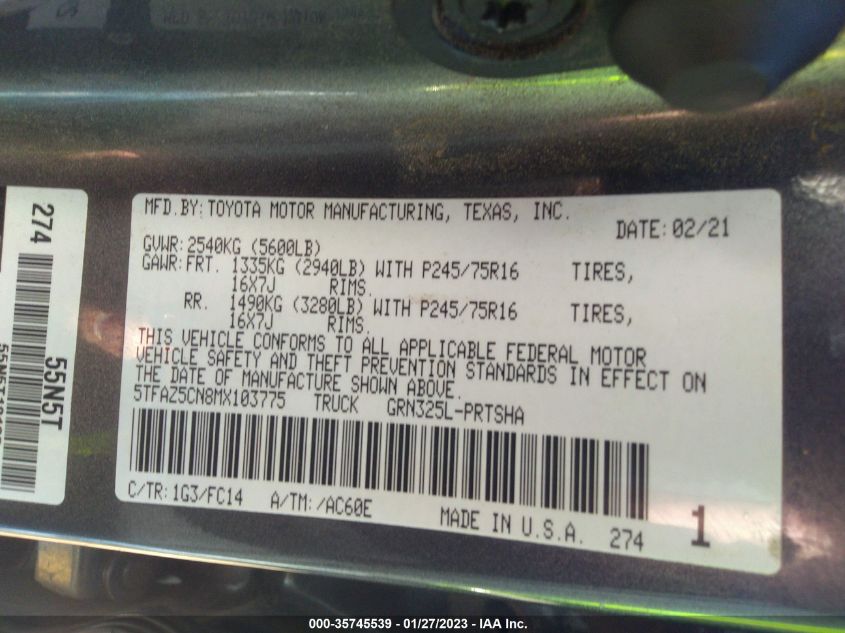 MFD.BY: TOYOTA MOTOR MANUFACTURING, TEXAS, INC.
DATE: 02/21
GVWR: 2540KG (5600LB)
GAWR: FRT. 1335KG (2940LB) WITH P245/75R16 TIRES,
16X7J RIMS.
RR. 1490KG (3280LB) WITH P245/75R16 TIRES,
16X7J RIMS.
THIS VEHICLE CONFORMS TO ALL APPLICABLE FEDERAL MOTOR
VEHICLE SAFETY AND THEFT PREVENTION STANDARDS IN EFFECT ON
THE DATE OF MANUFACTURE SHOWN ABOVE.
5TFAZ5CN8MX103775 TRUCK GRN325L-PRTSHA
C/TR: 1G3/FC14 A/TM: /AC60E MADE IN U.S.A. 274 1
274
55N5T
000-35745539 - 01/27/2023 - IAA Inc.